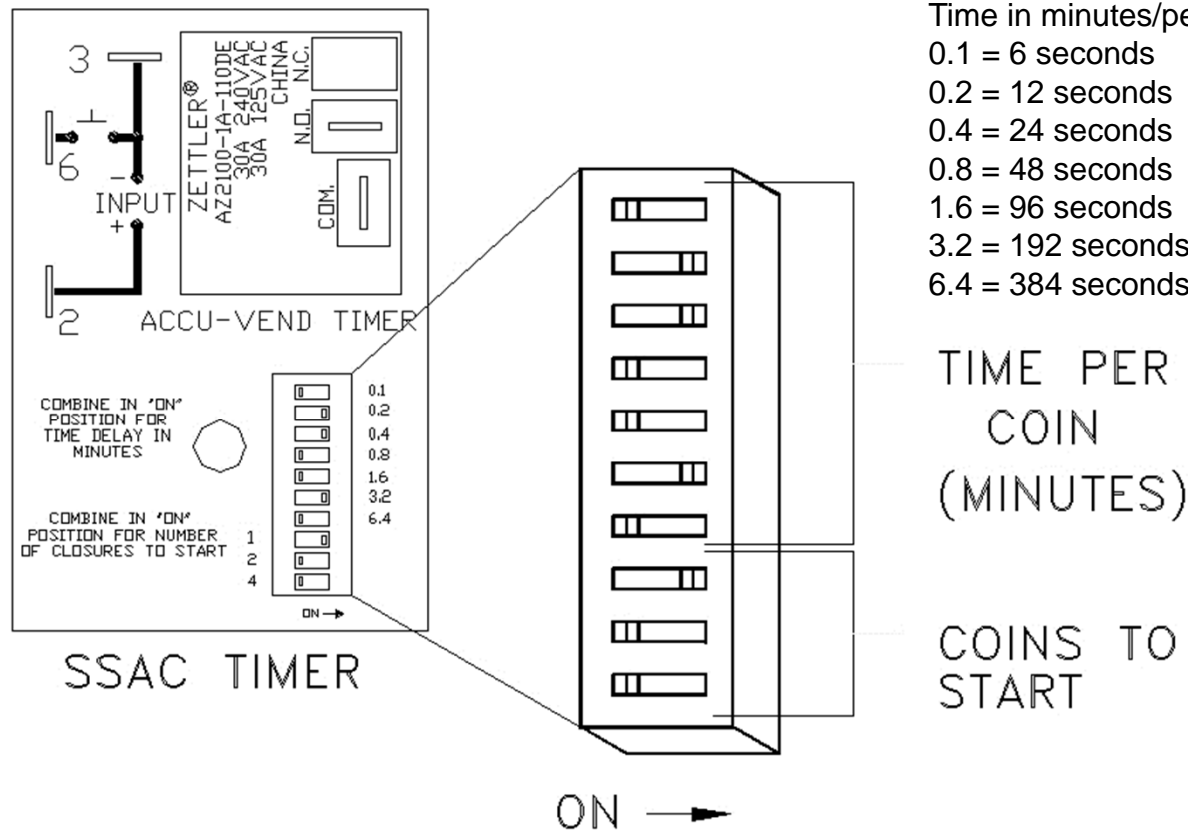 Time in minutes/pe
0.1 = 6 seconds
0.2 = 12 seconds
0.4 = 24 seconds
0.8 = 48 seconds
1.6 = 96 seconds
3.2 = 192 seconds
6.4 = 384 seconds
3
6
- INPUT
+
2
ZETTLER®
AZ2100-1A-110DE
30A 240VAC
30A 125VAC
CHINA
N.C.
N.O.
COM.
ACCU-VEND TIMER
COMBINE IN "ON"
POSITION FOR
TIME DELAY IN
MINUTES
0.1
0.2
0.4
0.8
1.6
3.2
6.4
COMBINE IN "ON"
POSITION FOR NUMBER
OF CLOSURES TO START
1
2
4
ON
SSAC TIMER
TIME PER
COIN
(MINUTES)
COINS TO
START
ON